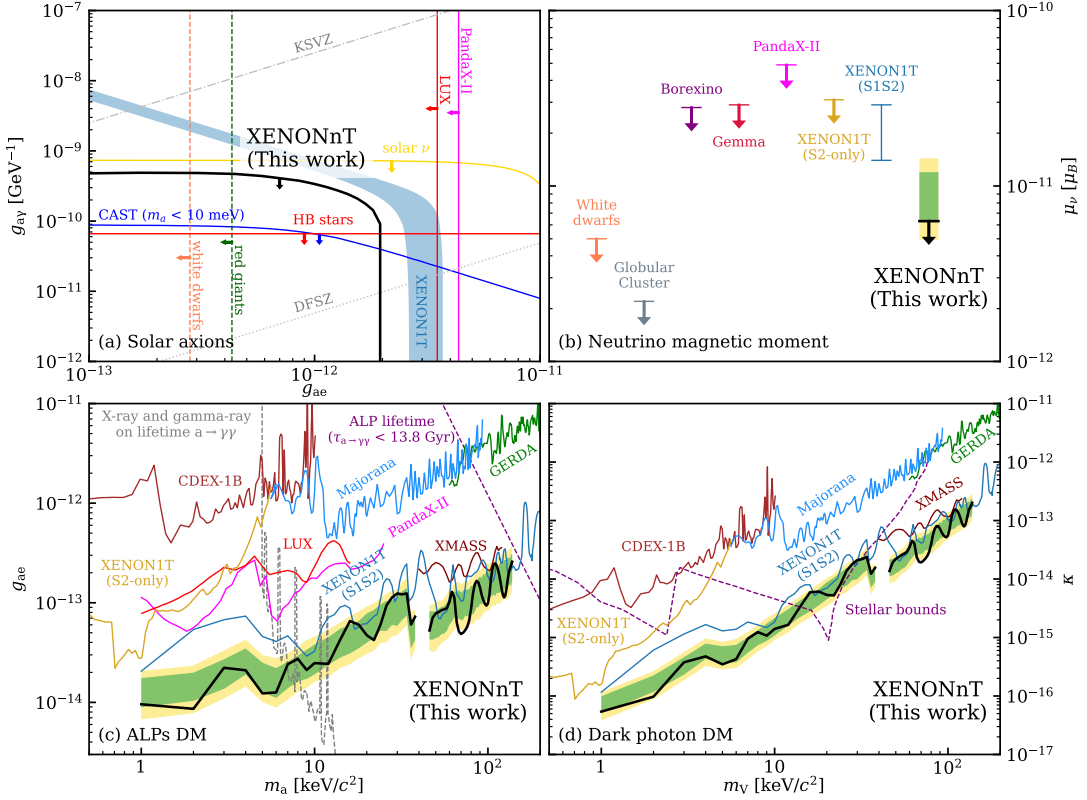 10⁻⁷
10⁻⁸
10⁻⁹
10⁻¹⁰
10⁻¹¹
10⁻¹²
g_aγ [GeV⁻¹]
KSVZ
PandaX-II
LUX
XENONnT
(This work)
solar ν
CAST (mₐ < 10 meV)
HB stars
white dwarfs
red giants
DFSZ
XENON1T
(a) Solar axions
10⁻¹³
10⁻¹²
10⁻¹¹
g_ae
10⁻¹⁰
10⁻¹¹
10⁻¹²
μ_ν [μ_B]
PandaX-II
Borexino
XENON1T
(S1S2)
Gemma
XENON1T
(S2-only)
White
dwarfs
Globular
Cluster
XENONnT
(This work)
(b) Neutrino magnetic moment
10⁻¹¹
10⁻¹²
10⁻¹³
10⁻¹⁴
g_ae
X-ray and gamma-ray
on lifetime a→γγ
ALP lifetime
(τ_a→γγ < 13.8 Gyr)
GERDA
CDEX-1B
Majorana
PandaX-II
LUX
XENON1T
(S2-only)
XENON1T
(S1S2)
XMASS
XENONnT
(This work)
(c) ALPs DM
1
10
10²
mₐ [keV/c²]
10⁻¹¹
10⁻¹²
10⁻¹³
10⁻¹⁴
10⁻¹⁵
10⁻¹⁶
10⁻¹⁷
κ
GERDA
Majorana
XMASS
CDEX-1B
XENON1T
(S1S2)
Stellar bounds
XENON1T
(S2-only)
XENONnT
(This work)
(d) Dark photon DM
1
10
10²
m_V [keV/c²]